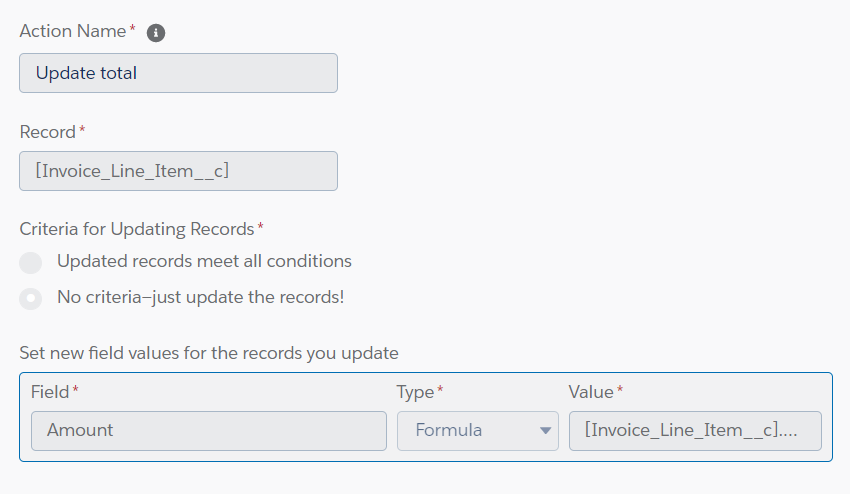 Action Name*
Update total
Record*
[Invoice_Line_Item__c]
Criteria for Updating Records*
Updated records meet all conditions
No criteria—just update the records!
Set new field values for the records you update
Field* Type* Value*
Amount Formula [Invoice_Line_Item__c]....